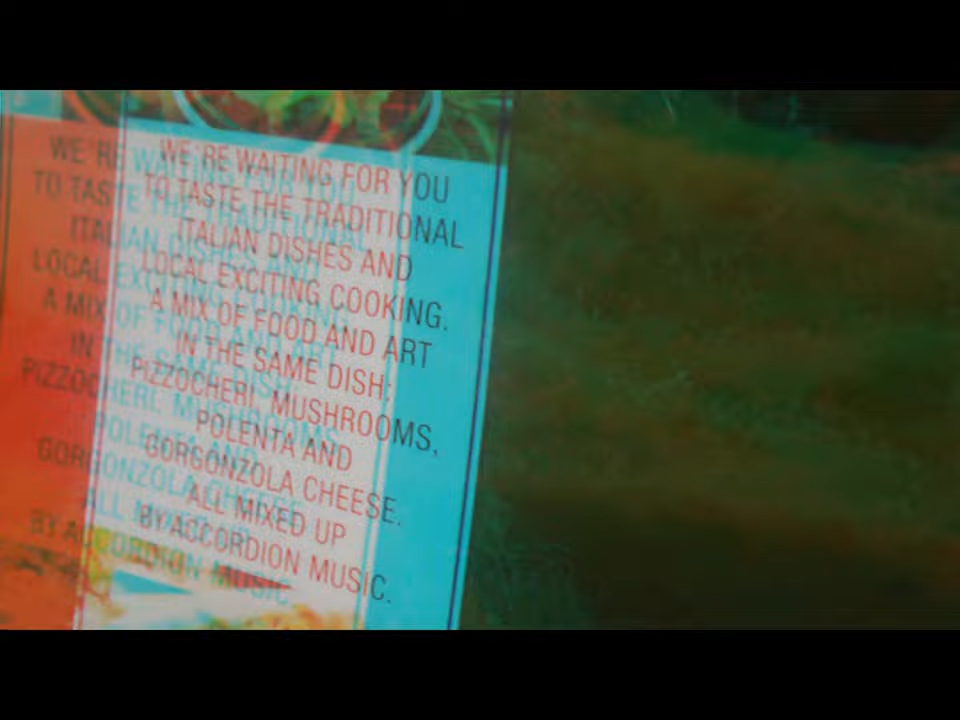 WE'RE WAITING FOR YOU
TO TASTE THE TRADITIONAL
ITALIAN DISHES AND
LOCAL EXCITING COOKING.
A MIX OF FOOD AND ART
IN THE SAME DISH:
PIZZOCHERI, MUSHROOMS,
POLENTA AND
GORGONZOLA CHEESE.
ALL MIXED UP
BY ACCORDION MUSIC.